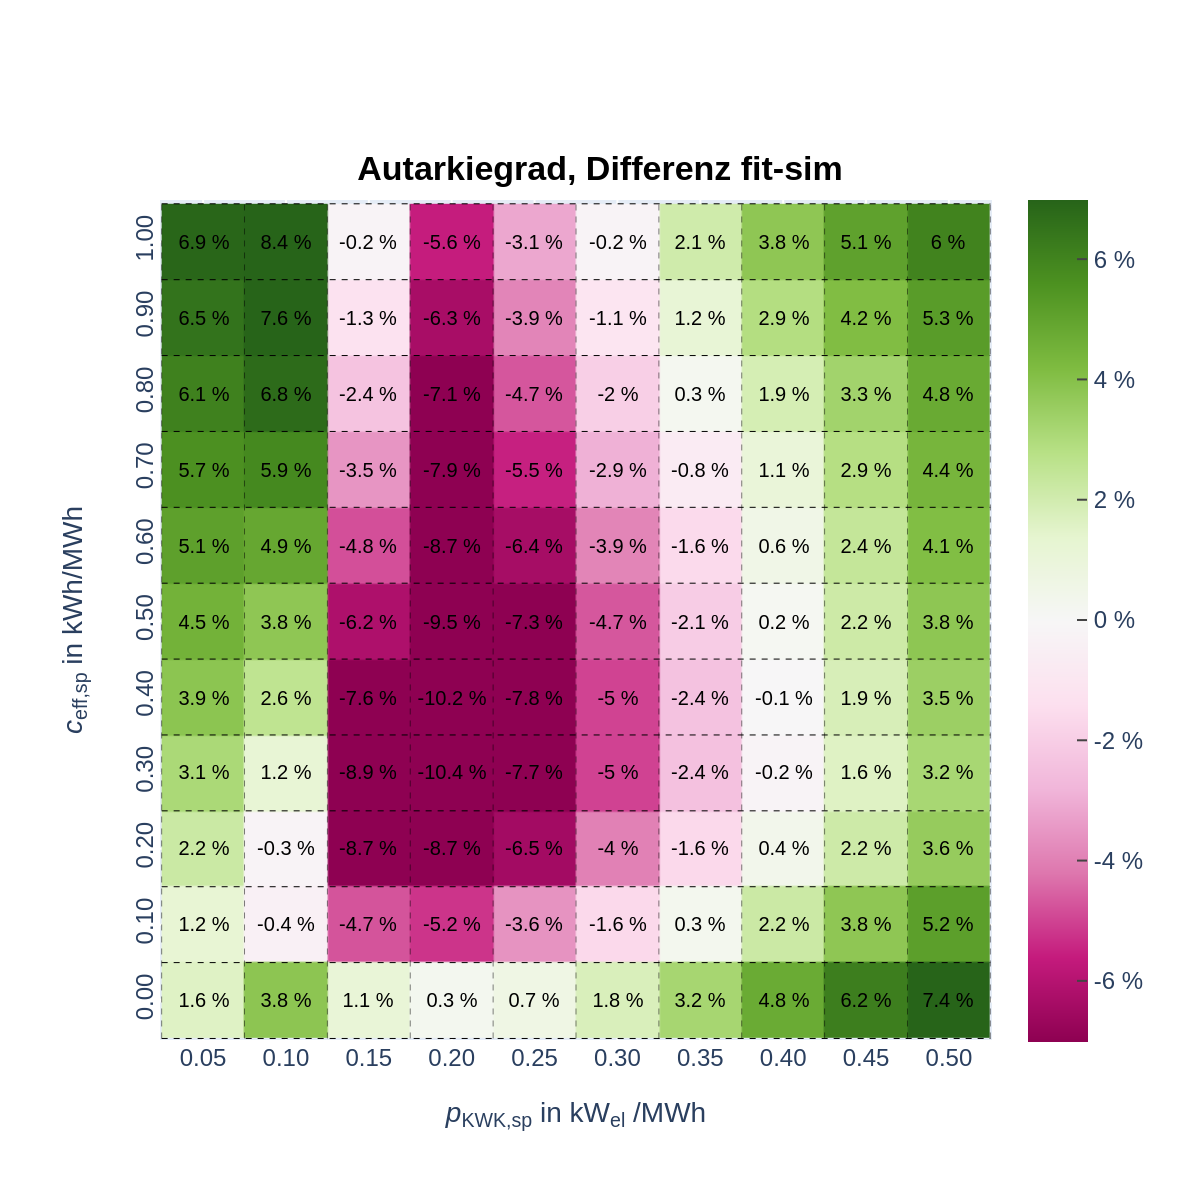 Autarkiegrad, Differenz fit-sim
1.00 6.9 % 8.4 % -0.2 % -5.6 % -3.1 % -0.2 % 2.1 % 3.8 % 5.1 % 6 %
0.90 6.5 % 7.6 % -1.3 % -6.3 % -3.9 % -1.1 % 1.2 % 2.9 % 4.2 % 5.3 %
0.80 6.1 % 6.8 % -2.4 % -7.1 % -4.7 % -2 % 0.3 % 1.9 % 3.3 % 4.8 %
0.70 5.7 % 5.9 % -3.5 % -7.9 % -5.5 % -2.9 % -0.8 % 1.1 % 2.9 % 4.4 %
0.60 5.1 % 4.9 % -4.8 % -8.7 % -6.4 % -3.9 % -1.6 % 0.6 % 2.4 % 4.1 %
0.50 4.5 % 3.8 % -6.2 % -9.5 % -7.3 % -4.7 % -2.1 % 0.2 % 2.2 % 3.8 %
0.40 3.9 % 2.6 % -7.6 % -10.2 % -7.8 % -5 % -2.4 % -0.1 % 1.9 % 3.5 %
0.30 3.1 % 1.2 % -8.9 % -10.4 % -7.7 % -5 % -2.4 % -0.2 % 1.6 % 3.2 %
0.20 2.2 % -0.3 % -8.7 % -8.7 % -6.5 % -4 % -1.6 % 0.4 % 2.2 % 3.6 %
0.10 1.2 % -0.4 % -4.7 % -5.2 % -3.6 % -1.6 % 0.3 % 2.2 % 3.8 % 5.2 %
0.00 1.6 % 3.8 % 1.1 % 0.3 % 0.7 % 1.8 % 3.2 % 4.8 % 6.2 % 7.4 %
0.05 0.10 0.15 0.20 0.25 0.30 0.35 0.40 0.45 0.50
pKWK,sp in kWel /MWh
ceff,sp in kWh/MWh
6 %
4 %
2 %
0 %
-2 %
-4 %
-6 %